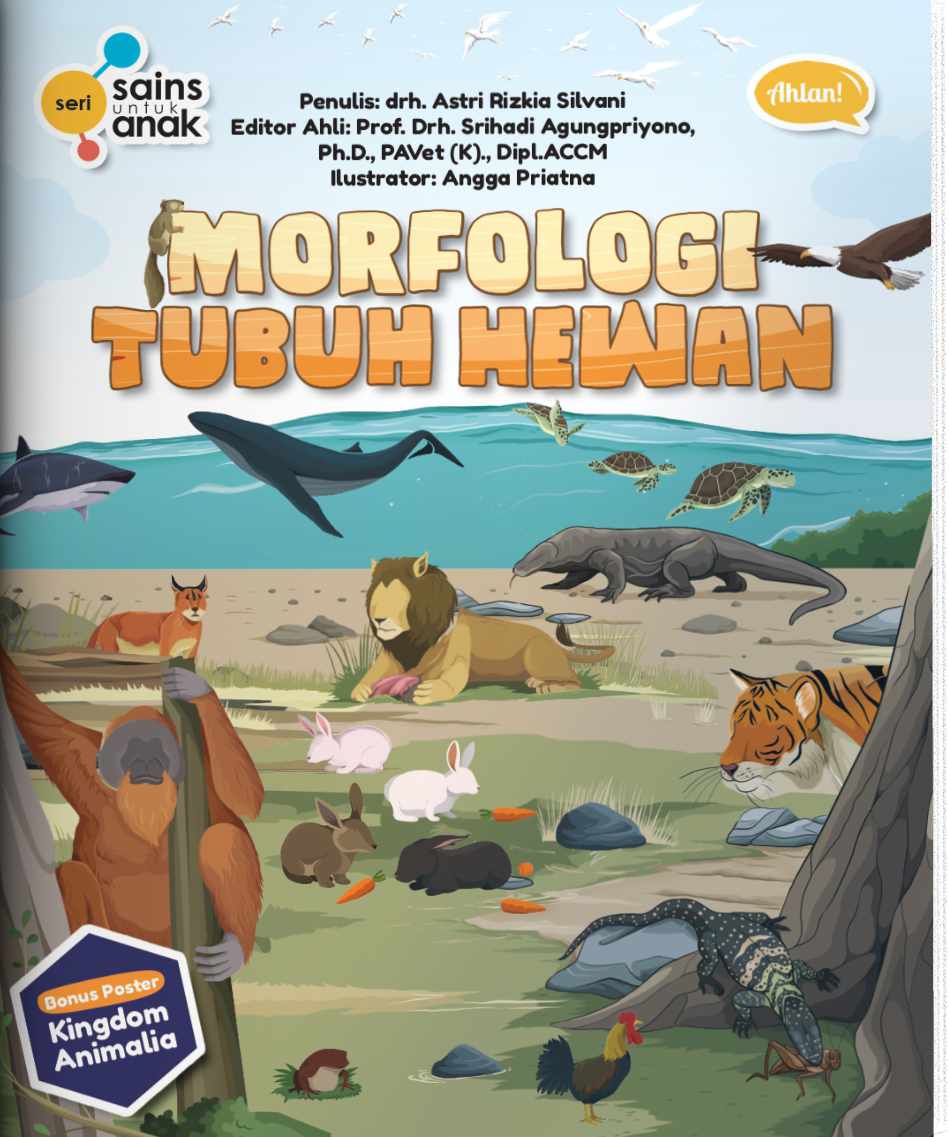 seri
sains
untuk
anak
Ahlan!
Penulis: drh. Astri Rizkia Silvani
Editor Ahli: Prof. Drh. Srihadi Agungpriyono,
Ph.D., PAVet (K)., Dipl.ACCM
Ilustrator: Angga Priatna
MORFOLOGI
TUBUH HEWAN
Bonus Poster
Kingdom
Animalia